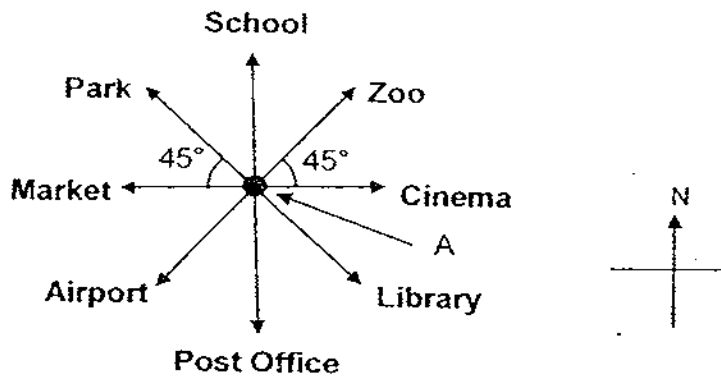 School
Park
Zoo
45°
45°
Market
Cinema
N
A
Airport
Library
Post Office